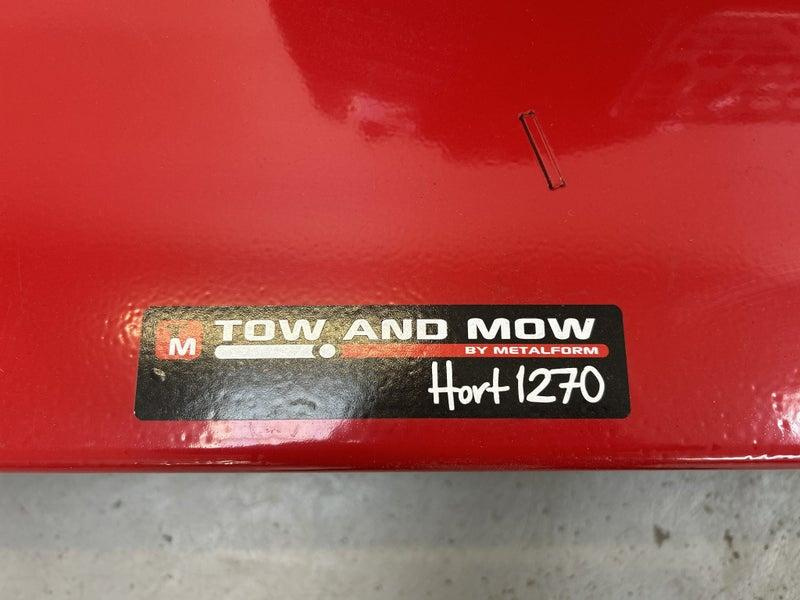 M TOW AND MOW
BY METALFORM
Hort 1270